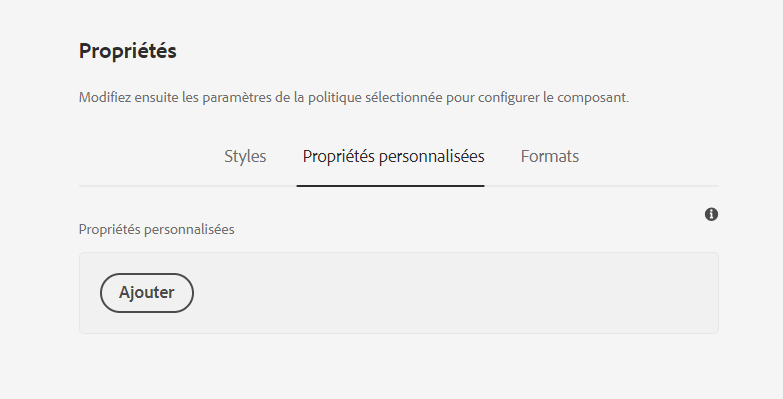 Propriétés
Modifiez ensuite les paramètres de la politique sélectionnée pour configurer le composant.
Styles Propriétés personnalisées Formats
Propriétés personnalisées
Ajouter